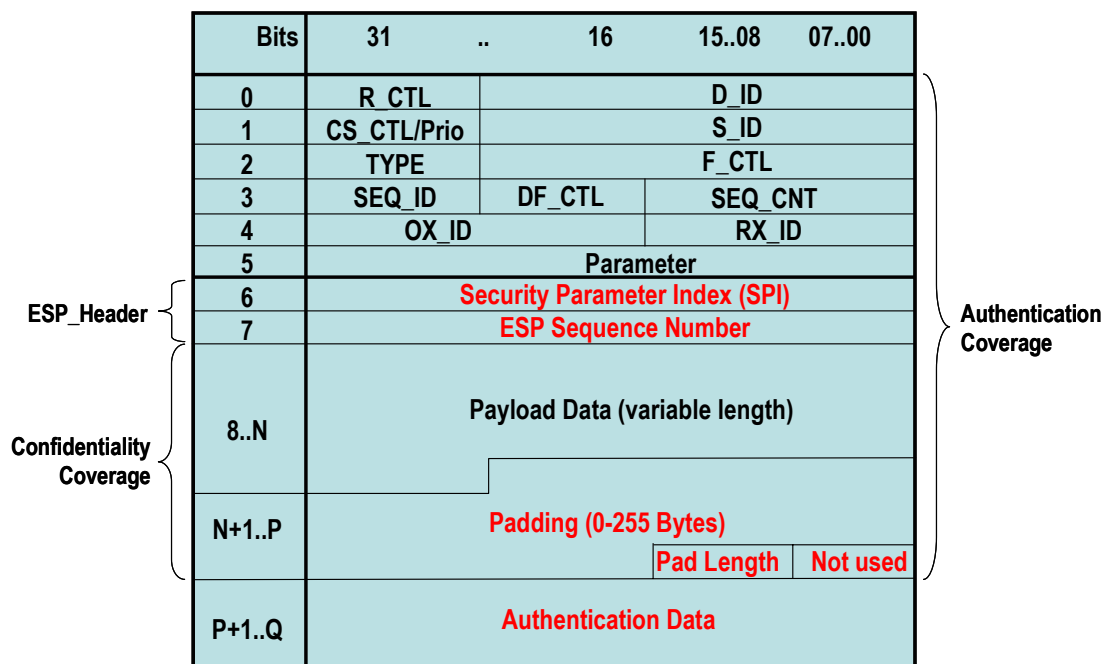 Bits 31 .. 16 15..08 07..00
0 R_CTL D_ID
1 CS_CTL/Prio S_ID
2 TYPE F_CTL
3 SEQ_ID DF_CTL SEQ_CNT
4 OX_ID RX_ID
5 Parameter
6 Security Parameter Index (SPI)
ESP_Header
7 ESP Sequence Number
Authentication
Coverage
8..N Payload Data (variable length)
Confidentiality
Coverage
N+1..P Padding (0-255 Bytes)
Pad Length Not used
P+1..Q Authentication Data